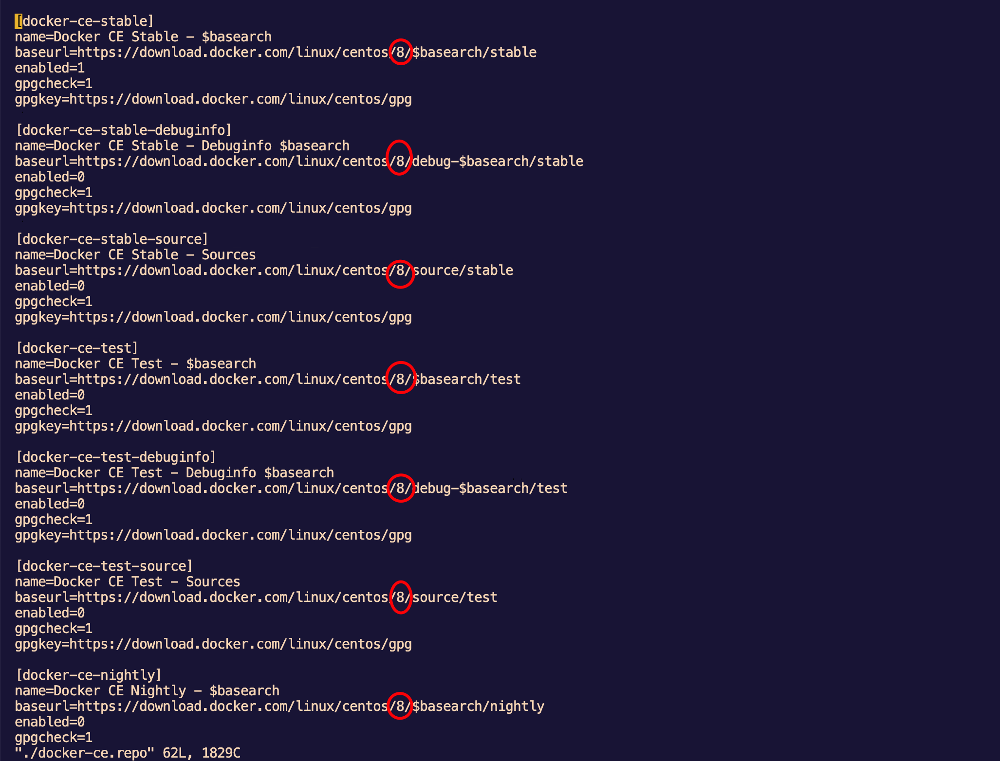 [docker-ce-stable]
name=Docker CE Stable - $basearch
baseurl=https://download.docker.com/linux/centos/8/$basearch/stable
enabled=1
gpgcheck=1
gpgkey=https://download.docker.com/linux/centos/gpg
[docker-ce-stable-debuginfo]
name=Docker CE Stable - Debuginfo $basearch
baseurl=https://download.docker.com/linux/centos/8/debug-$basearch/stable
enabled=0
gpgcheck=1
gpgkey=https://download.docker.com/linux/centos/gpg
[docker-ce-stable-source]
name=Docker CE Stable - Sources
baseurl=https://download.docker.com/linux/centos/8/source/stable
enabled=0
gpgcheck=1
gpgkey=https://download.docker.com/linux/centos/gpg
[docker-ce-test]
name=Docker CE Test - $basearch
baseurl=https://download.docker.com/linux/centos/8/$basearch/test
enabled=0
gpgcheck=1
gpgkey=https://download.docker.com/linux/centos/gpg
[docker-ce-test-debuginfo]
name=Docker CE Test - Debuginfo $basearch
baseurl=https://download.docker.com/linux/centos/8/debug-$basearch/test
enabled=0
gpgcheck=1
gpgkey=https://download.docker.com/linux/centos/gpg
[docker-ce-test-source]
name=Docker CE Test - Sources
baseurl=https://download.docker.com/linux/centos/8/source/test
enabled=0
gpgcheck=1
gpgkey=https://download.docker.com/linux/centos/gpg
[docker-ce-nightly]
name=Docker CE Nightly - $basearch
baseurl=https://download.docker.com/linux/centos/8/$basearch/nightly
enabled=0
gpgcheck=1
"./docker-ce.repo" 62L, 1829C